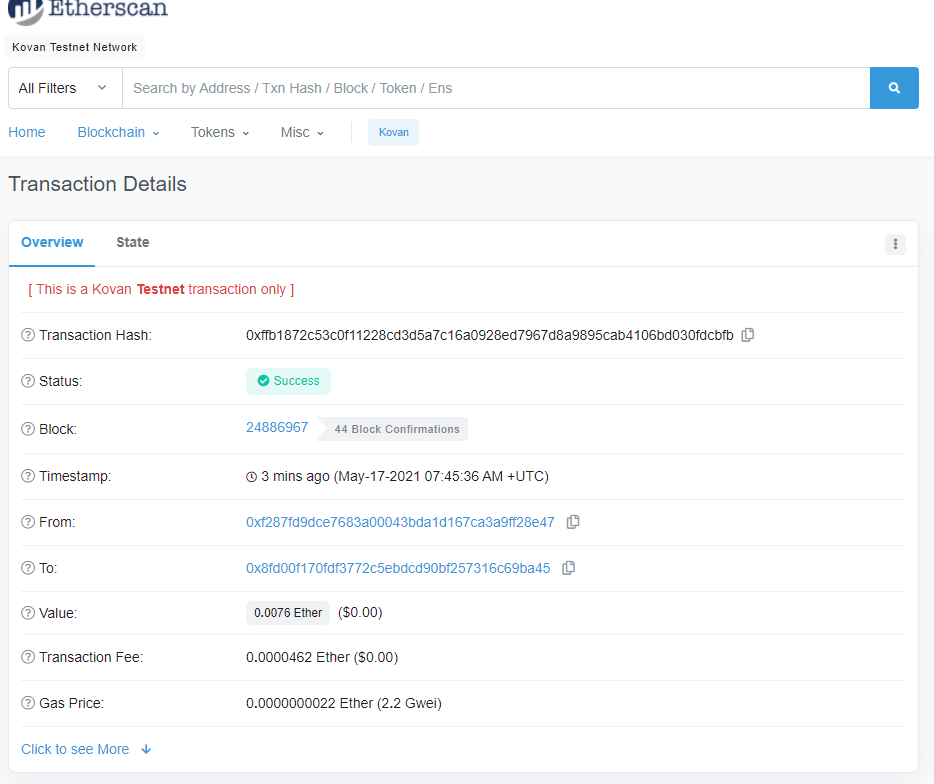 Etherscan
Kovan Testnet Network
All Filters Search by Address / Txn Hash / Block / Token / Ens
Home Blockchain Tokens Misc Kovan
Transaction Details
Overview State
[ This is a Kovan Testnet transaction only ]
Transaction Hash: 0xffb1872c53c0f11228cd3d5a7c16a0928ed7967d8a9895cab4106bd030fdcbfb
Status: Success
Block: 24886967 44 Block Confirmations
Timestamp: 3 mins ago (May-17-2021 07:45:36 AM +UTC)
From: 0xf287fd9dce7683a00043bda1d167ca3a9ff28e47
To: 0x8fd00f170fdf3772c5ebdcd90bf257316c69ba45
Value: 0.0076 Ether ($0.00)
Transaction Fee: 0.0000462 Ether ($0.00)
Gas Price: 0.0000000022 Ether (2.2 Gwei)
Click to see More